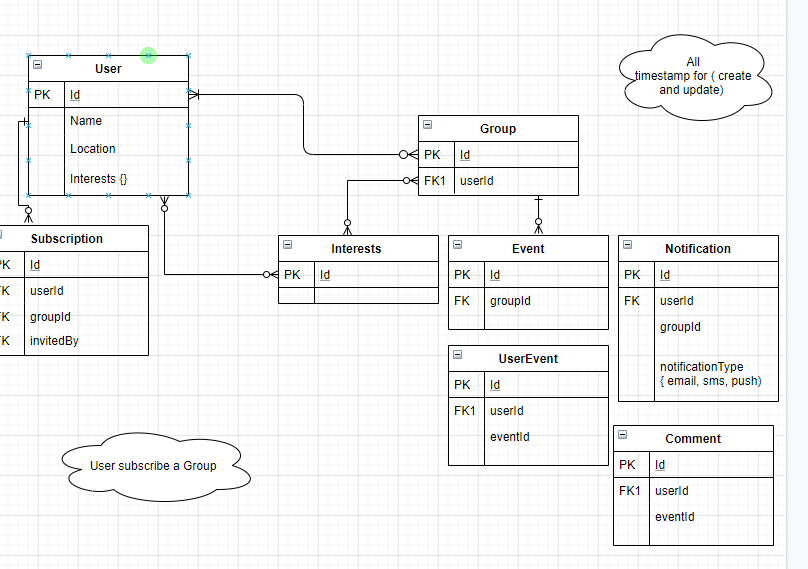 User
PK Id
Name
Location
Interests {}
All
timestamp for ( create
and update)
Group
PK Id
FK1 userId
Subscription
PK Id
FK userId
FK groupId
FK invitedBy
Interests
PK Id
Event
PK Id
FK groupId
Notification
PK Id
FK userId
groupId
notificationType
{ email, sms, push)
UserEvent
PK Id
FK1 userId
eventId
Comment
PK Id
FK1 userId
eventId
User subscribe a Group